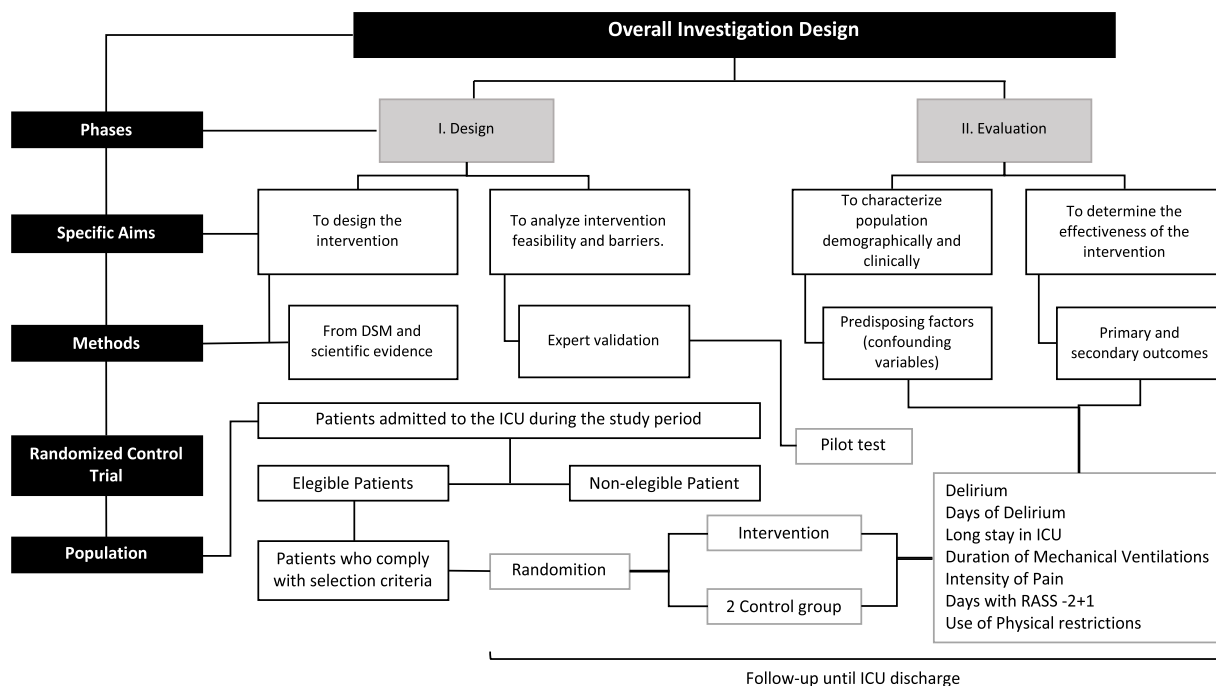 Overall Investigation Design
Phases
I. Design
II. Evaluation
Specific Aims
To design the
intervention
To analyze intervention
feasibility and barriers.
To characterize
population
demographically and
clinically
To determine the
effectiveness of the
intervention
Methods
From DSM and
scientific evidence
Expert validation
Predisposing factors
(confounding
variables)
Primary and
secondary outcomes
Patients admitted to the ICU during the study period
Pilot test
Randomized Control
Trial
Elegible Patients
Non-elegible Patient
Population
Patients who comply
with selection criteria
Randomition
Intervention
2 Control group
Delirium
Days of Delirium
Long stay in ICU
Duration of Mechanical Ventilations
Intensity of Pain
Days with RASS -2+1
Use of Physical restrictions
Follow-up until ICU discharge